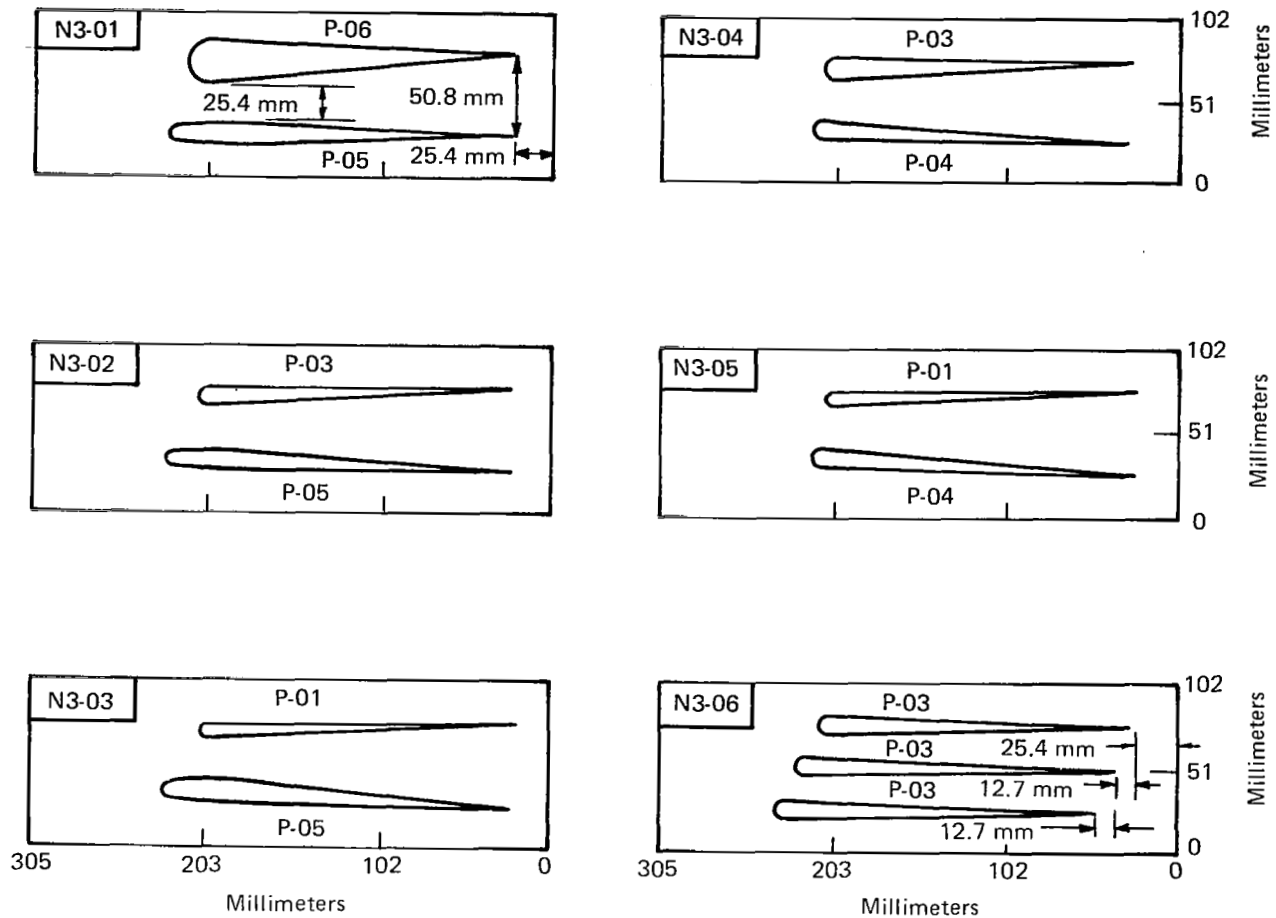 N3-01
P-06
25.4 mm
50.8 mm
P-05
25.4 mm
N3-04
P-03
P-04
102
51
0
Millimeters
N3-02
P-03
P-05
N3-05
P-01
P-04
102
51
0
Millimeters
N3-03
P-01
P-05
305
203
102
0
Millimeters
N3-06
P-03
25.4 mm
P-03
12.7 mm
P-03
12.7 mm
102
51
0
Millimeters
305
203
102
0
Millimeters